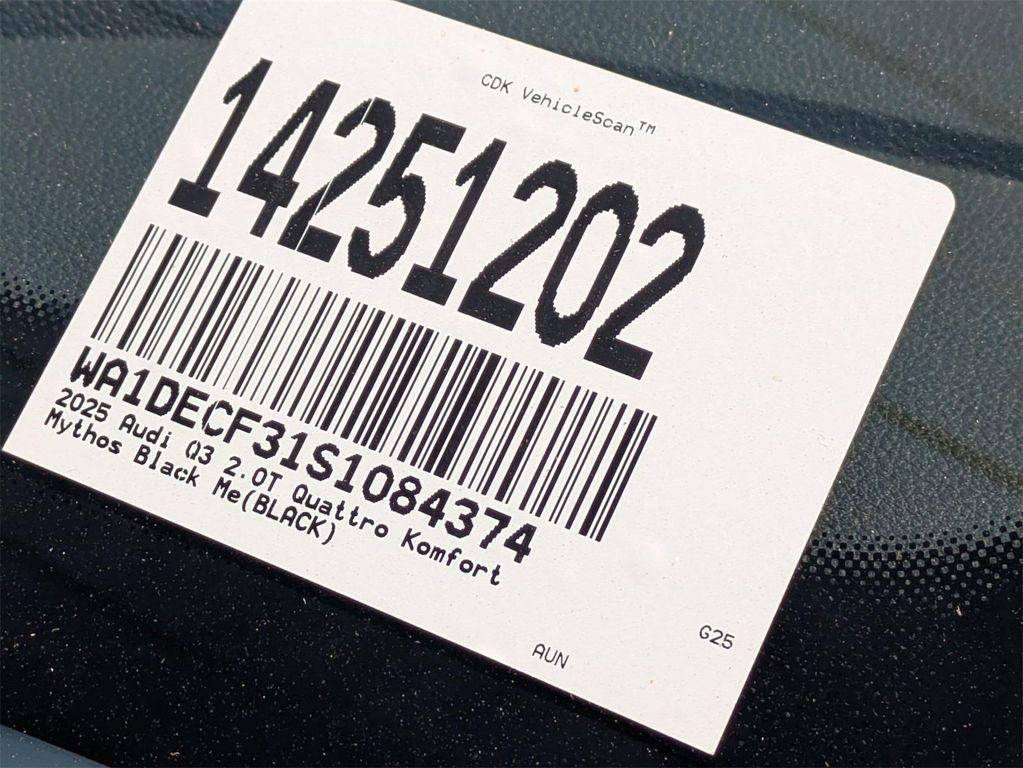 CDK VehicleScan™
14251202
WA1DECF31S1084374
2025 Audi Q3 2.0T Quattro Komfort
Mythos Black Me(BLACK)
AUN
G25